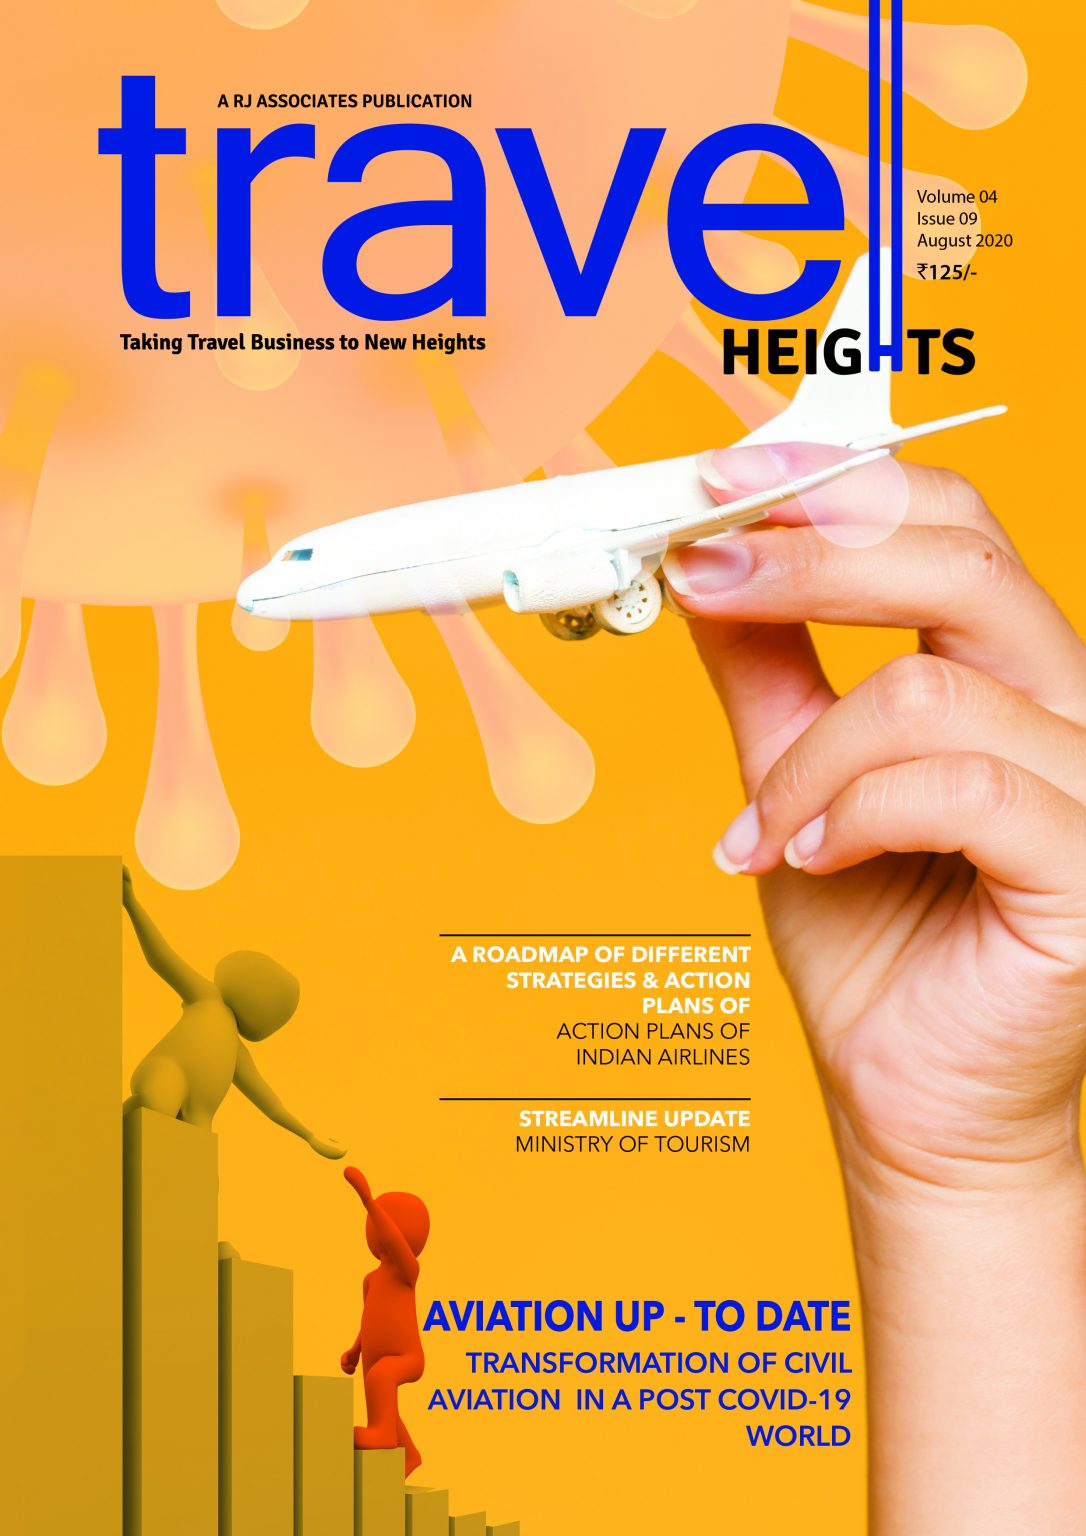 A RJ ASSOCIATES PUBLICATION
travel
Volume 04
Issue 09
August 2020
₹125/-
Taking Travel Business to New Heights
HEIGHTS
A ROADMAP OF DIFFERENT
STRATEGIES & ACTION
PLANS OF
ACTION PLANS OF
INDIAN AIRLINES
STREAMLINE UPDATE
MINISTRY OF TOURISM
AVIATION UP - TO DATE
TRANSFORMATION OF CIVIL
AVIATION IN A POST COVID-19
WORLD